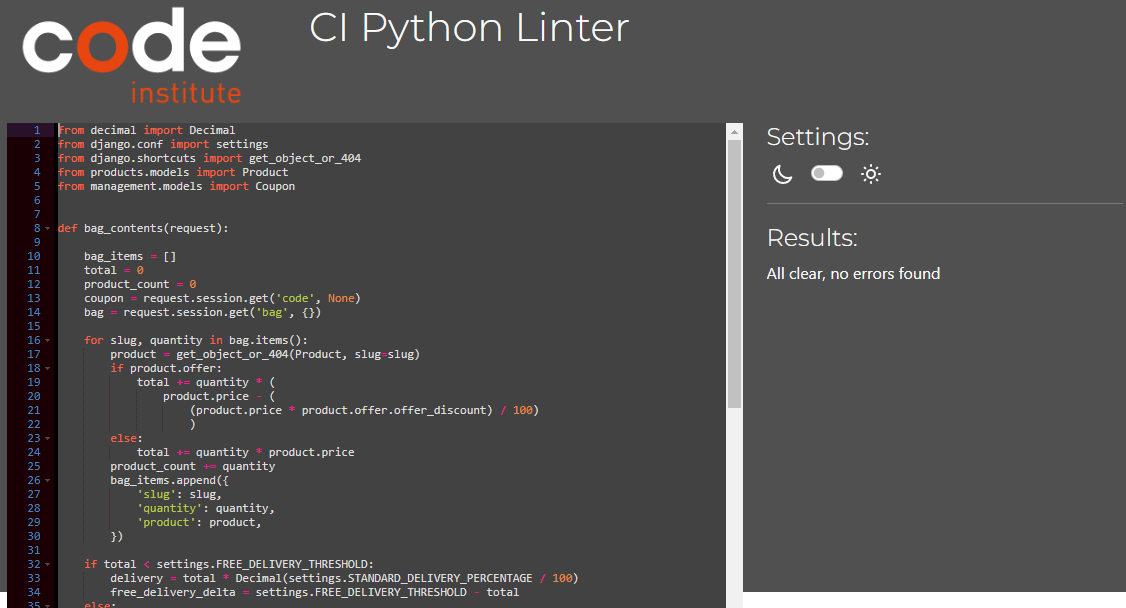 code
institute
CI Python Linter
1 from decimal import Decimal
2 from django.conf import settings
3 from django.shortcuts import get_object_or_404
4 from products.models import Product
5 from management.models import Coupon
6
7
8 def bag_contents(request):
9
10     bag_items = []
11     total = 0
12     product_count = 0
13     coupon = request.session.get('code', None)
14     bag = request.session.get('bag', {})
15
16     for slug, quantity in bag.items():
17         product = get_object_or_404(Product, slug=slug)
18         if product.offer:
19             total += quantity * (
20                 product.price - (
21                     (product.price * product.offer.offer_discount) / 100)
22                     )
23         else:
24             total += quantity * product.price
25         product_count += quantity
26         bag_items.append({
27             'slug': slug,
28             'quantity': quantity,
29             'product': product,
30         })
31
32     if total < settings.FREE_DELIVERY_THRESHOLD:
33         delivery = total * Decimal(settings.STANDARD_DELIVERY_PERCENTAGE / 100)
34         free_delivery_delta = settings.FREE_DELIVERY_THRESHOLD - total
35     else:
Settings:
Results:
All clear, no errors found